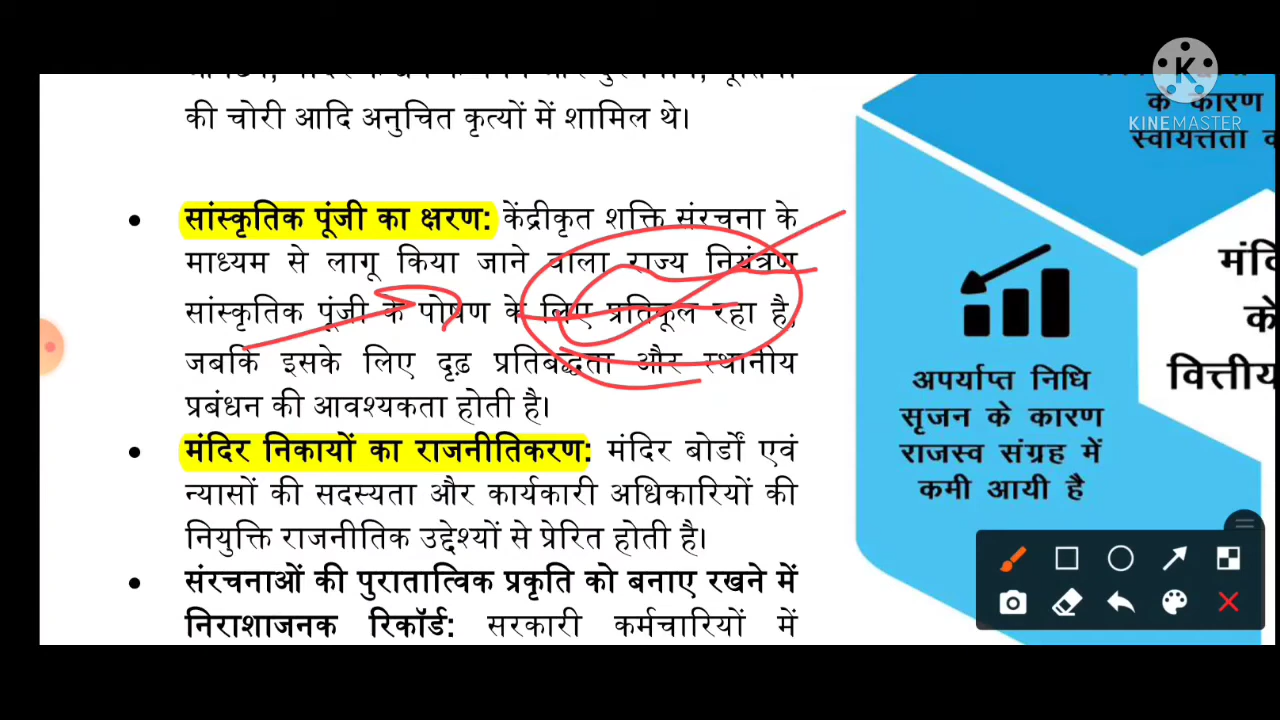 की चोरी आदि अनुचित कृत्यों में शामिल थे।
सांस्कृतिक पूंजी का क्षरण: केंद्रीकृत शक्ति संरचना के
माध्यम से लागू किया जाने वाला राज्य नियंत्रण
सांस्कृतिक पूंजी के पोषण के लिए प्रतिकूल रहा है,
जबकि इसके लिए दृढ़ प्रतिबद्धता और स्थानीय
प्रबंधन की आवश्यकता होती है।
मंदिर निकायों का राजनीतिकरण: मंदिर बोर्डों एवं
न्यासों की सदस्यता और कार्यकारी अधिकारियों की
नियुक्ति राजनीतिक उद्देश्यों से प्रेरित होती है।
संरचनाओं की पुरातात्विक प्रकृति को बनाए रखने में
निराशाजनक रिकॉर्ड: सरकारी कर्मचारियों में
K
KINEMASTER
के कारण
स्वायत्तता
अपर्याप्त निधि
सृजन के कारण
राजस्व संग्रह में
कमी आयी है
के